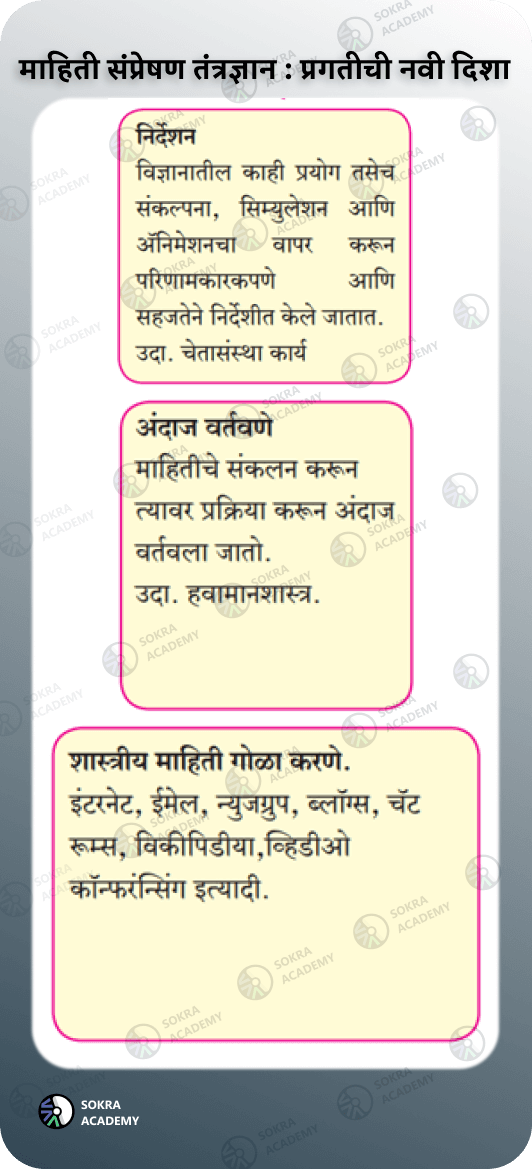 माहिती संप्रेषण तंत्रज्ञान : प्रगतीची नवी दिशा
निर्देशन
विज्ञानातील काही प्रयोग तसेच
संकल्पना, सिम्युलेशन आणि
ॲनिमेशनचा वापर करून
परिणामकारकपणे आणि
सहजतेने निर्देशीत केले जातात.
उदा. चेतासंस्था कार्य
अंदाज वर्तवणे
माहितीचे संकलन करून
त्यावर प्रक्रिया करून अंदाज
वर्तवला जातो.
उदा. हवामानशास्त्र.
शास्त्रीय माहिती गोळा करणे.
इंटरनेट, ईमेल, न्युजग्रुप, ब्लॉग्स, चॅट
रूम्स, विकीपिडीया,व्हिडीओ
कॉन्फरंन्सिंग इत्यादी.
SOKRA
ACADEMY